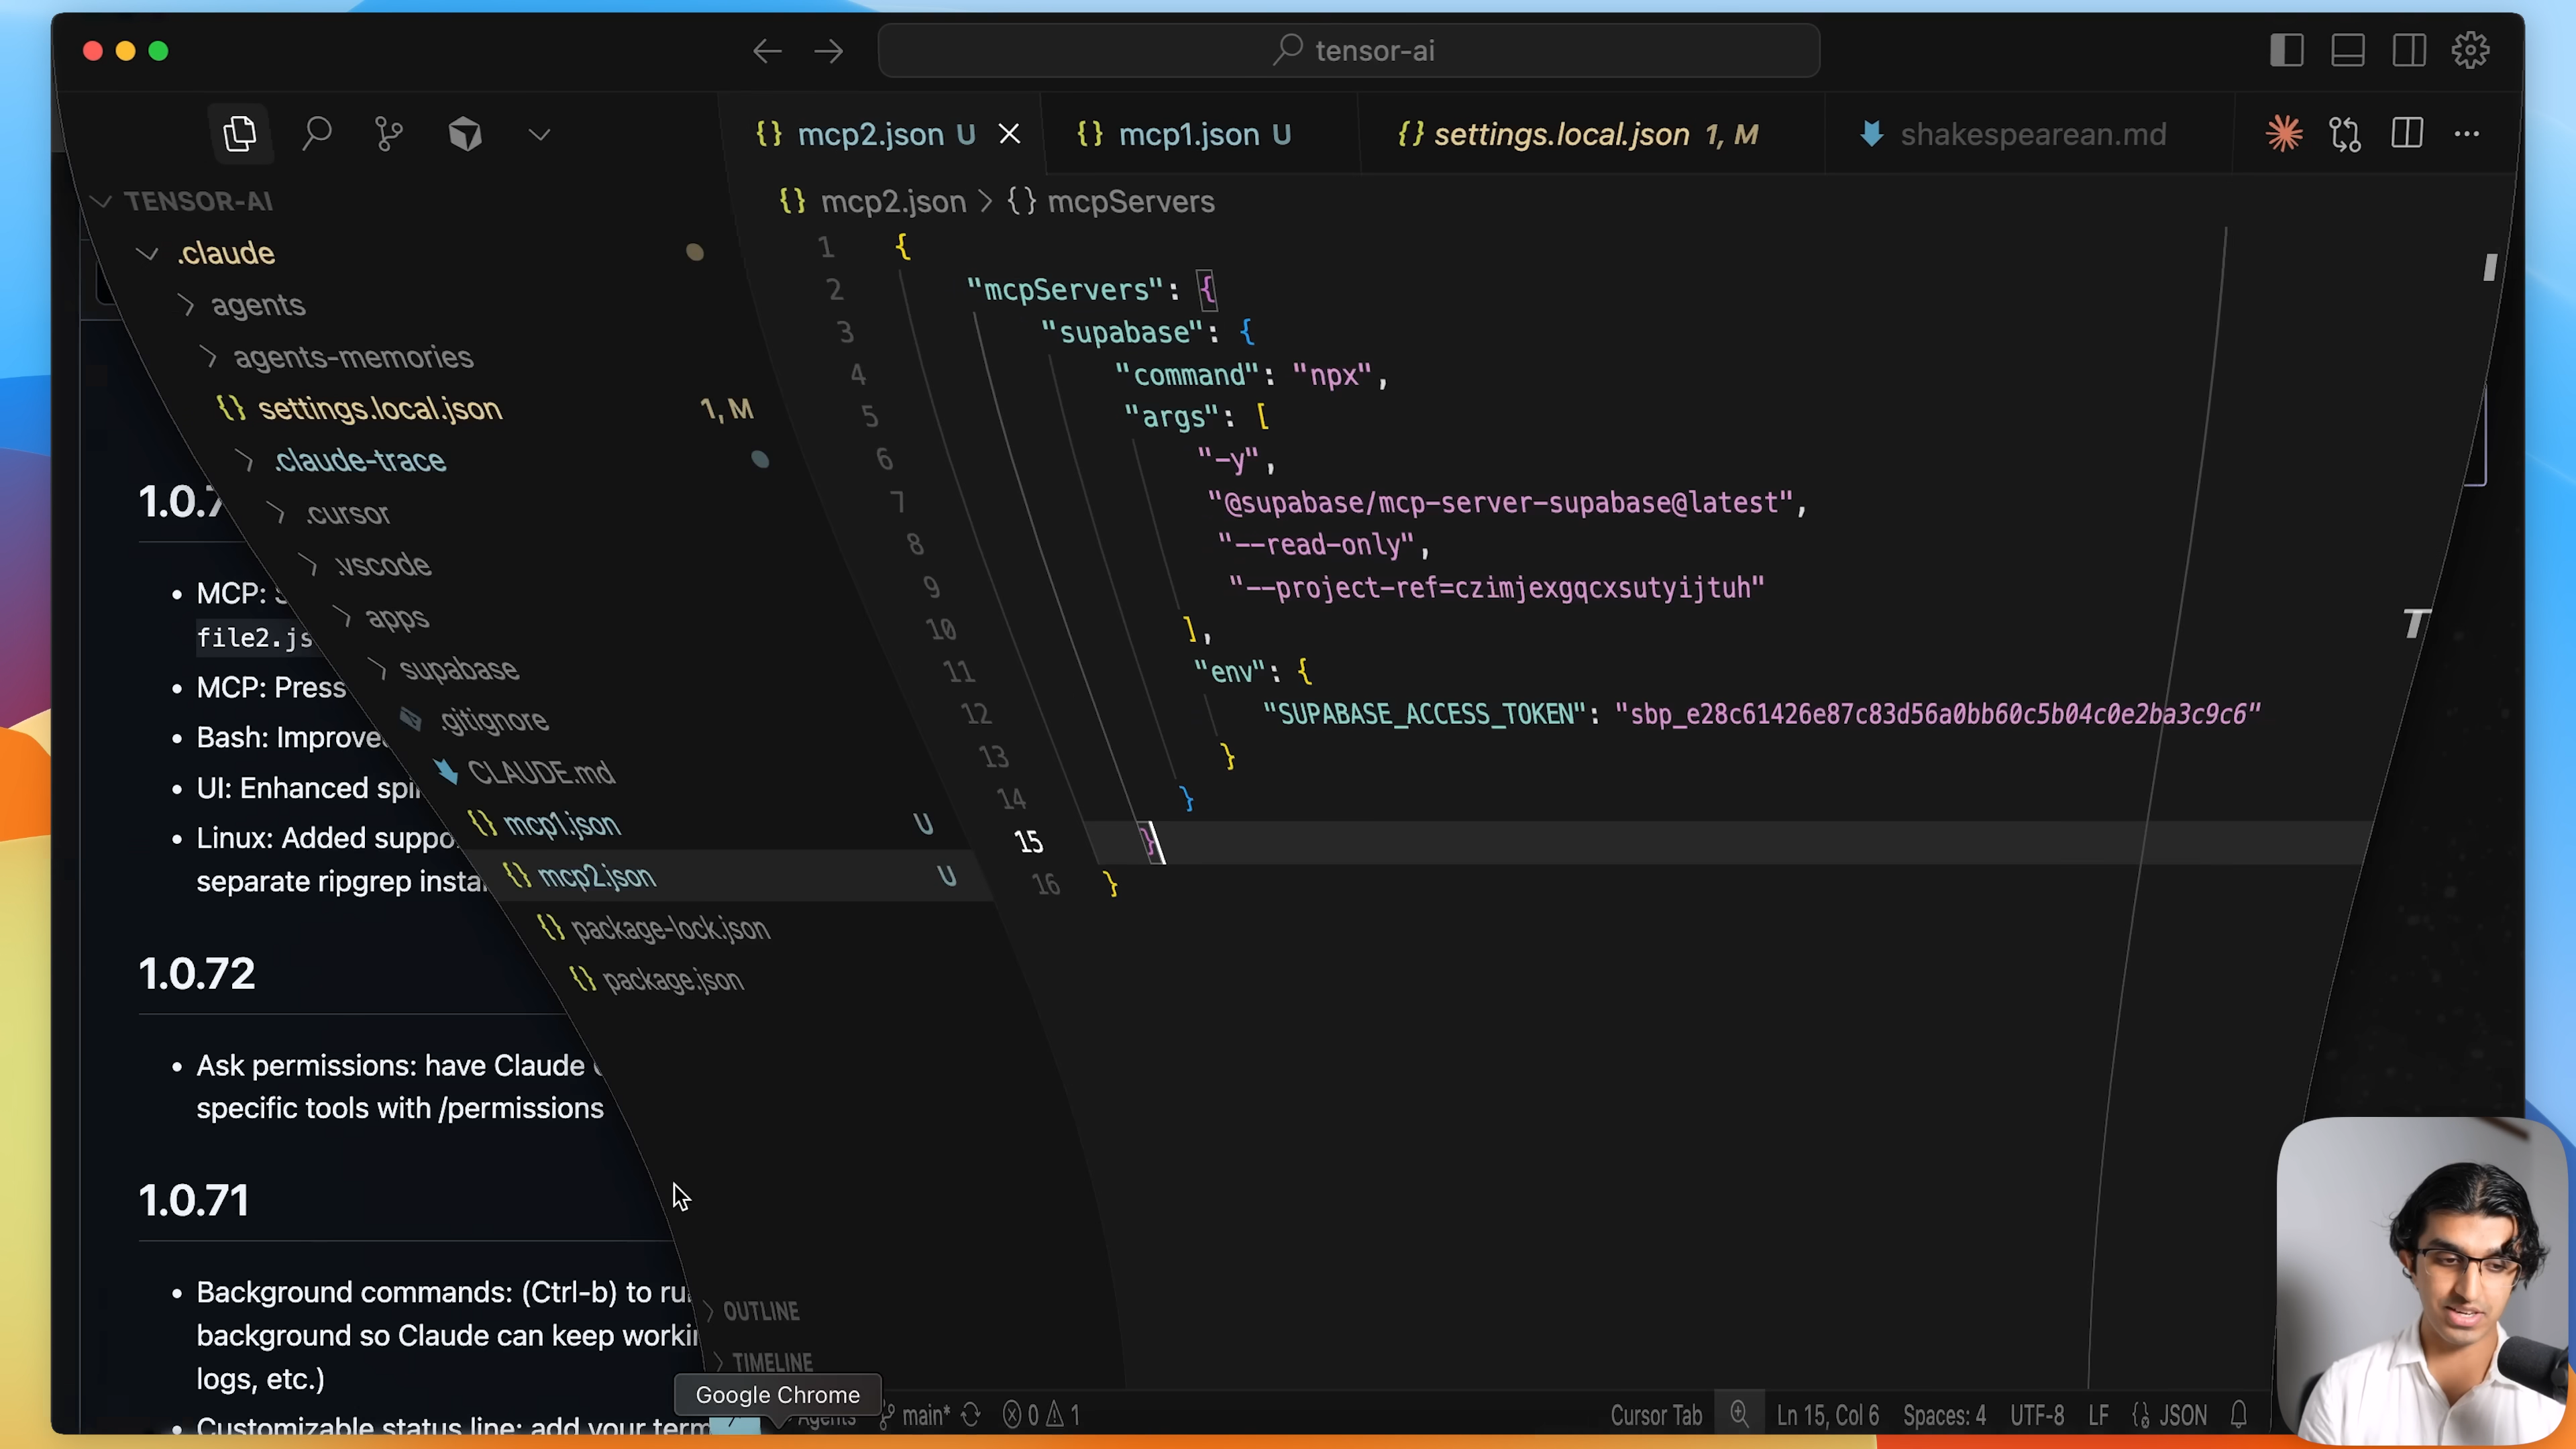 tensor-ai
{} mcp2.json U
{} mcp1.json U
{} settings.local.json 1, M
shakespearean.md
TENSOR-AI
.claude
agents
agents-memories
{} settings.local.json 1, M
.claude-trace
.cursor
.vscode
apps
supabase
.gitignore
CLAUDE.md
{} mcp1.json U
{} mcp2.json U
{} package-lock.json
{} package.json
OUTLINE
TIMELINE
{} mcp2.json > {} mcpServers
1 {
2 "mcpServers": {
3 "supabase": {
4 "command": "npx",
5 "args": [
6 "-y",
7 "@supabase/mcp-server-supabase@latest",
8 "--read-only",
9 "--project-ref=czimjexgqcxsutyijtuh"
10 ],
11 "env": {
12 "SUPABASE_ACCESS_TOKEN": "sbp_e28c61426e87c83d56a0bb60c5b04c0e2ba3c9c6"
13 }
14 }
15 }
16 }
1.0.7
MCP:
file2.js
MCP: Press
Bash:
UI: Enhanced
Linux: Added
separate ripgrep
1.0.72
Ask permissions: have Claude
specific tools with /permissions
1.0.71
Background commands: (Ctrl-b) to
background so Claude can keep
logs, etc.)
Customizable status line: add your
Google Chrome
Agents
main*
0 1
Cursor Tab
Ln 15, Col 6
Spaces: 4
UTF-8
LF
{} JSON